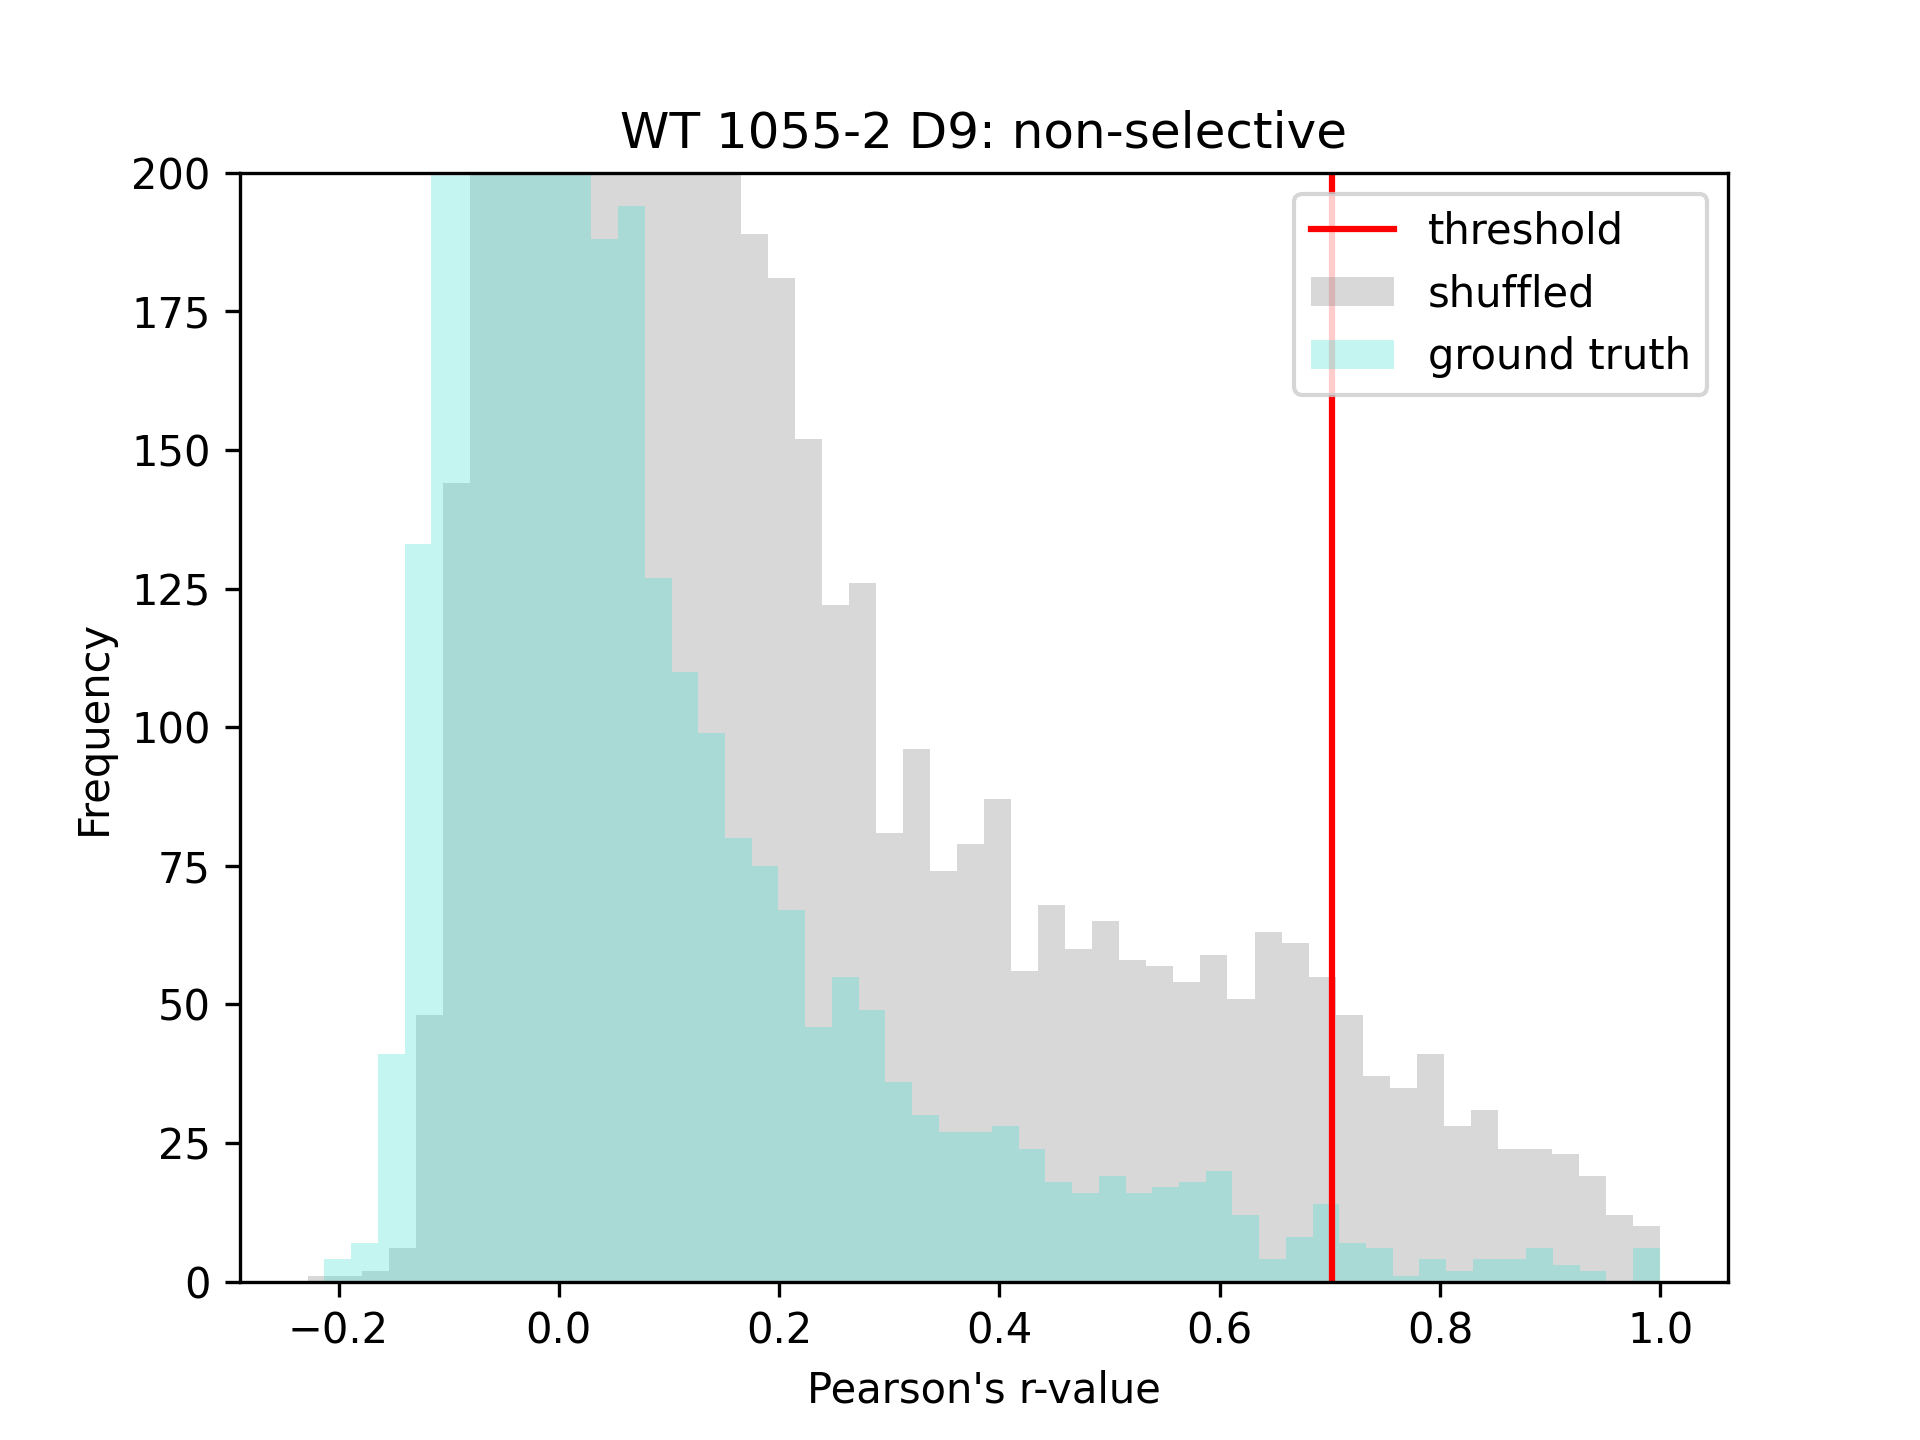 WT 1055-2 D9: non-selective
200
175
150
125
100
75
50
25
0
Frequency
threshold
shuffled
ground truth
−0.2
0.0
0.2
0.4
0.6
0.8
1.0
Pearson's r-value